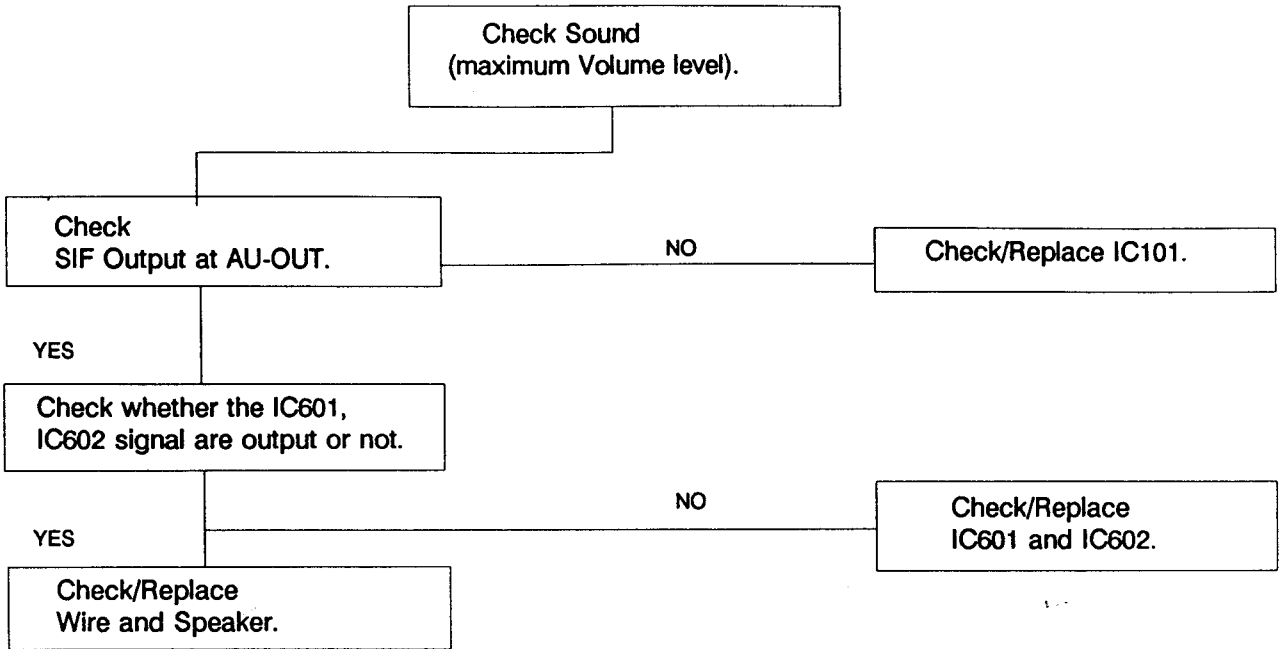 Check Sound
(maximum Volume level).
Check
SIF Output at AU-OUT.
NO
Check/Replace IC101.
YES
Check whether the IC601,
IC602 signal are output or not.
NO
Check/Replace
IC601 and IC602.
YES
Check/Replace
Wire and Speaker.